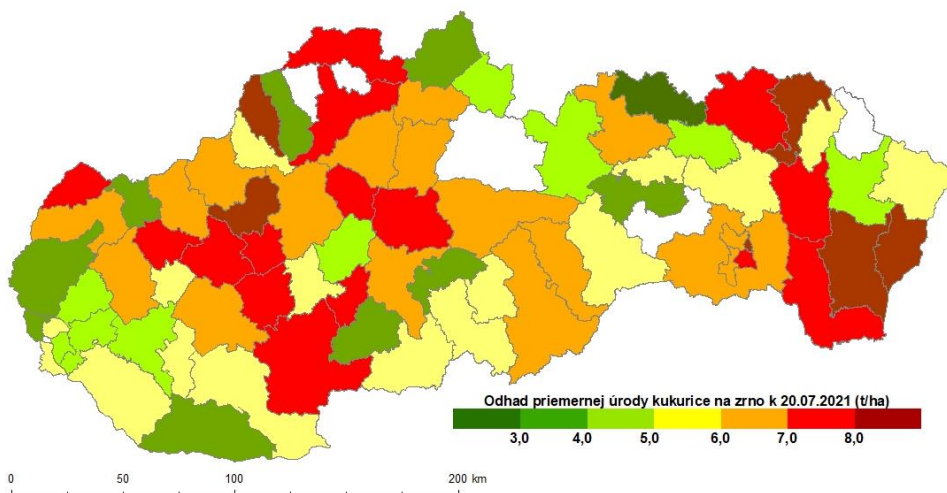 Odhad priemernej úrody kukurice na zrno k 20.07.2021 (t/ha)
3,0 4,0 5,0 6,0 7,0 8,0
0 50 100 200 km